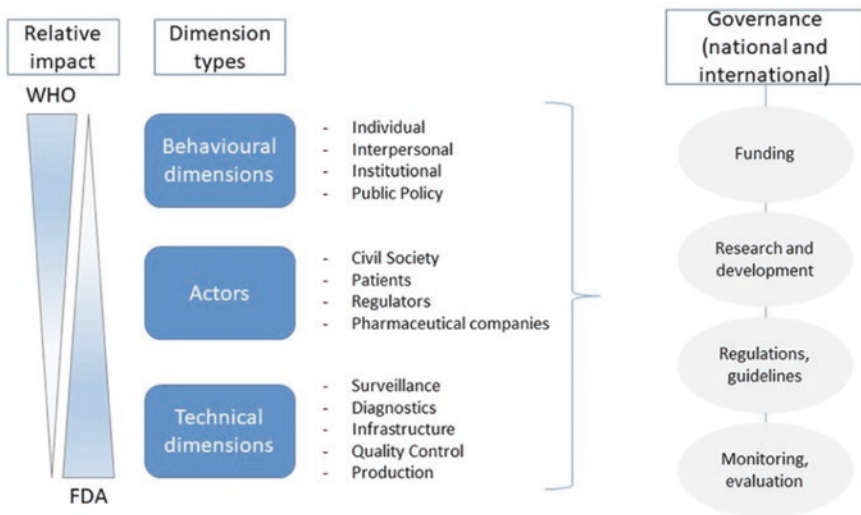 Relative
impact
Dimension
types
Governance
(national and
international)
WHO
Behavioural
dimensions
- Individual
- Interpersonal
- Institutional
- Public Policy
Actors
- Civil Society
- Patients
- Regulators
- Pharmaceutical companies
Technical
dimensions
- Surveillance
- Diagnostics
- Infrastructure
- Quality Control
- Production
FDA
Funding
Research and
development
Regulations,
guidelines
Monitoring,
evaluation